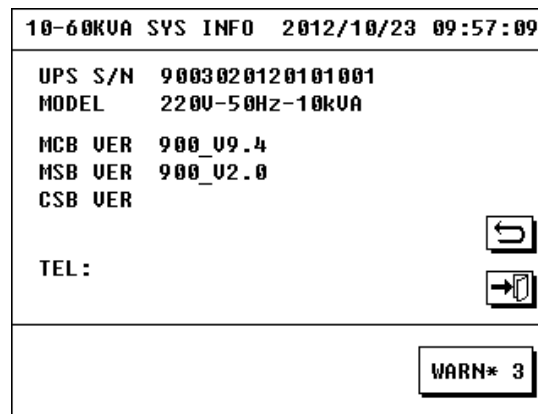 10-60KVA SYS INFO 2012/10/23 09:57:09
UPS S/N 9003020120101001
MODEL 220V-50Hz-10kVA
MCB VER 900_V9.4
MSB VER 900_V2.0
CSB VER
TEL:
WARN* 3